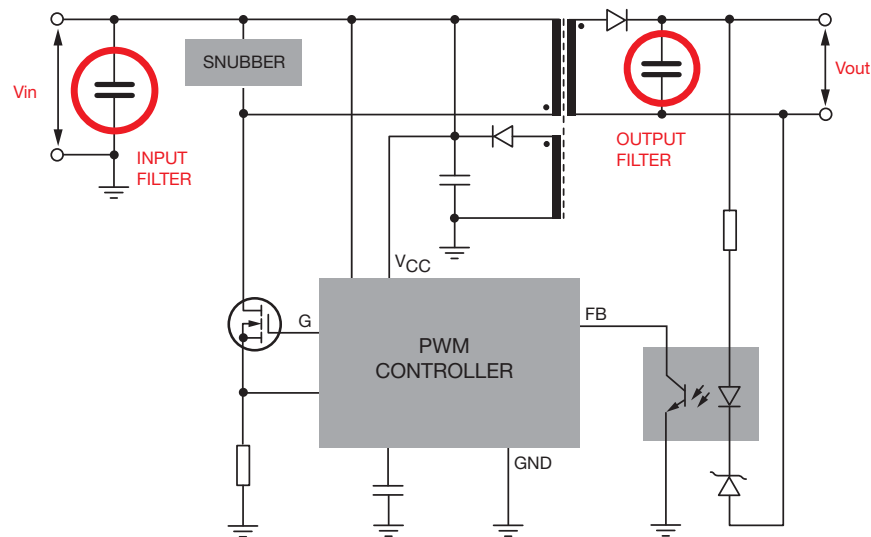 SNUBBER
Vin
Vout
INPUT
FILTER
OUTPUT
FILTER
VCC
G
FB
PWM
CONTROLLER
GND